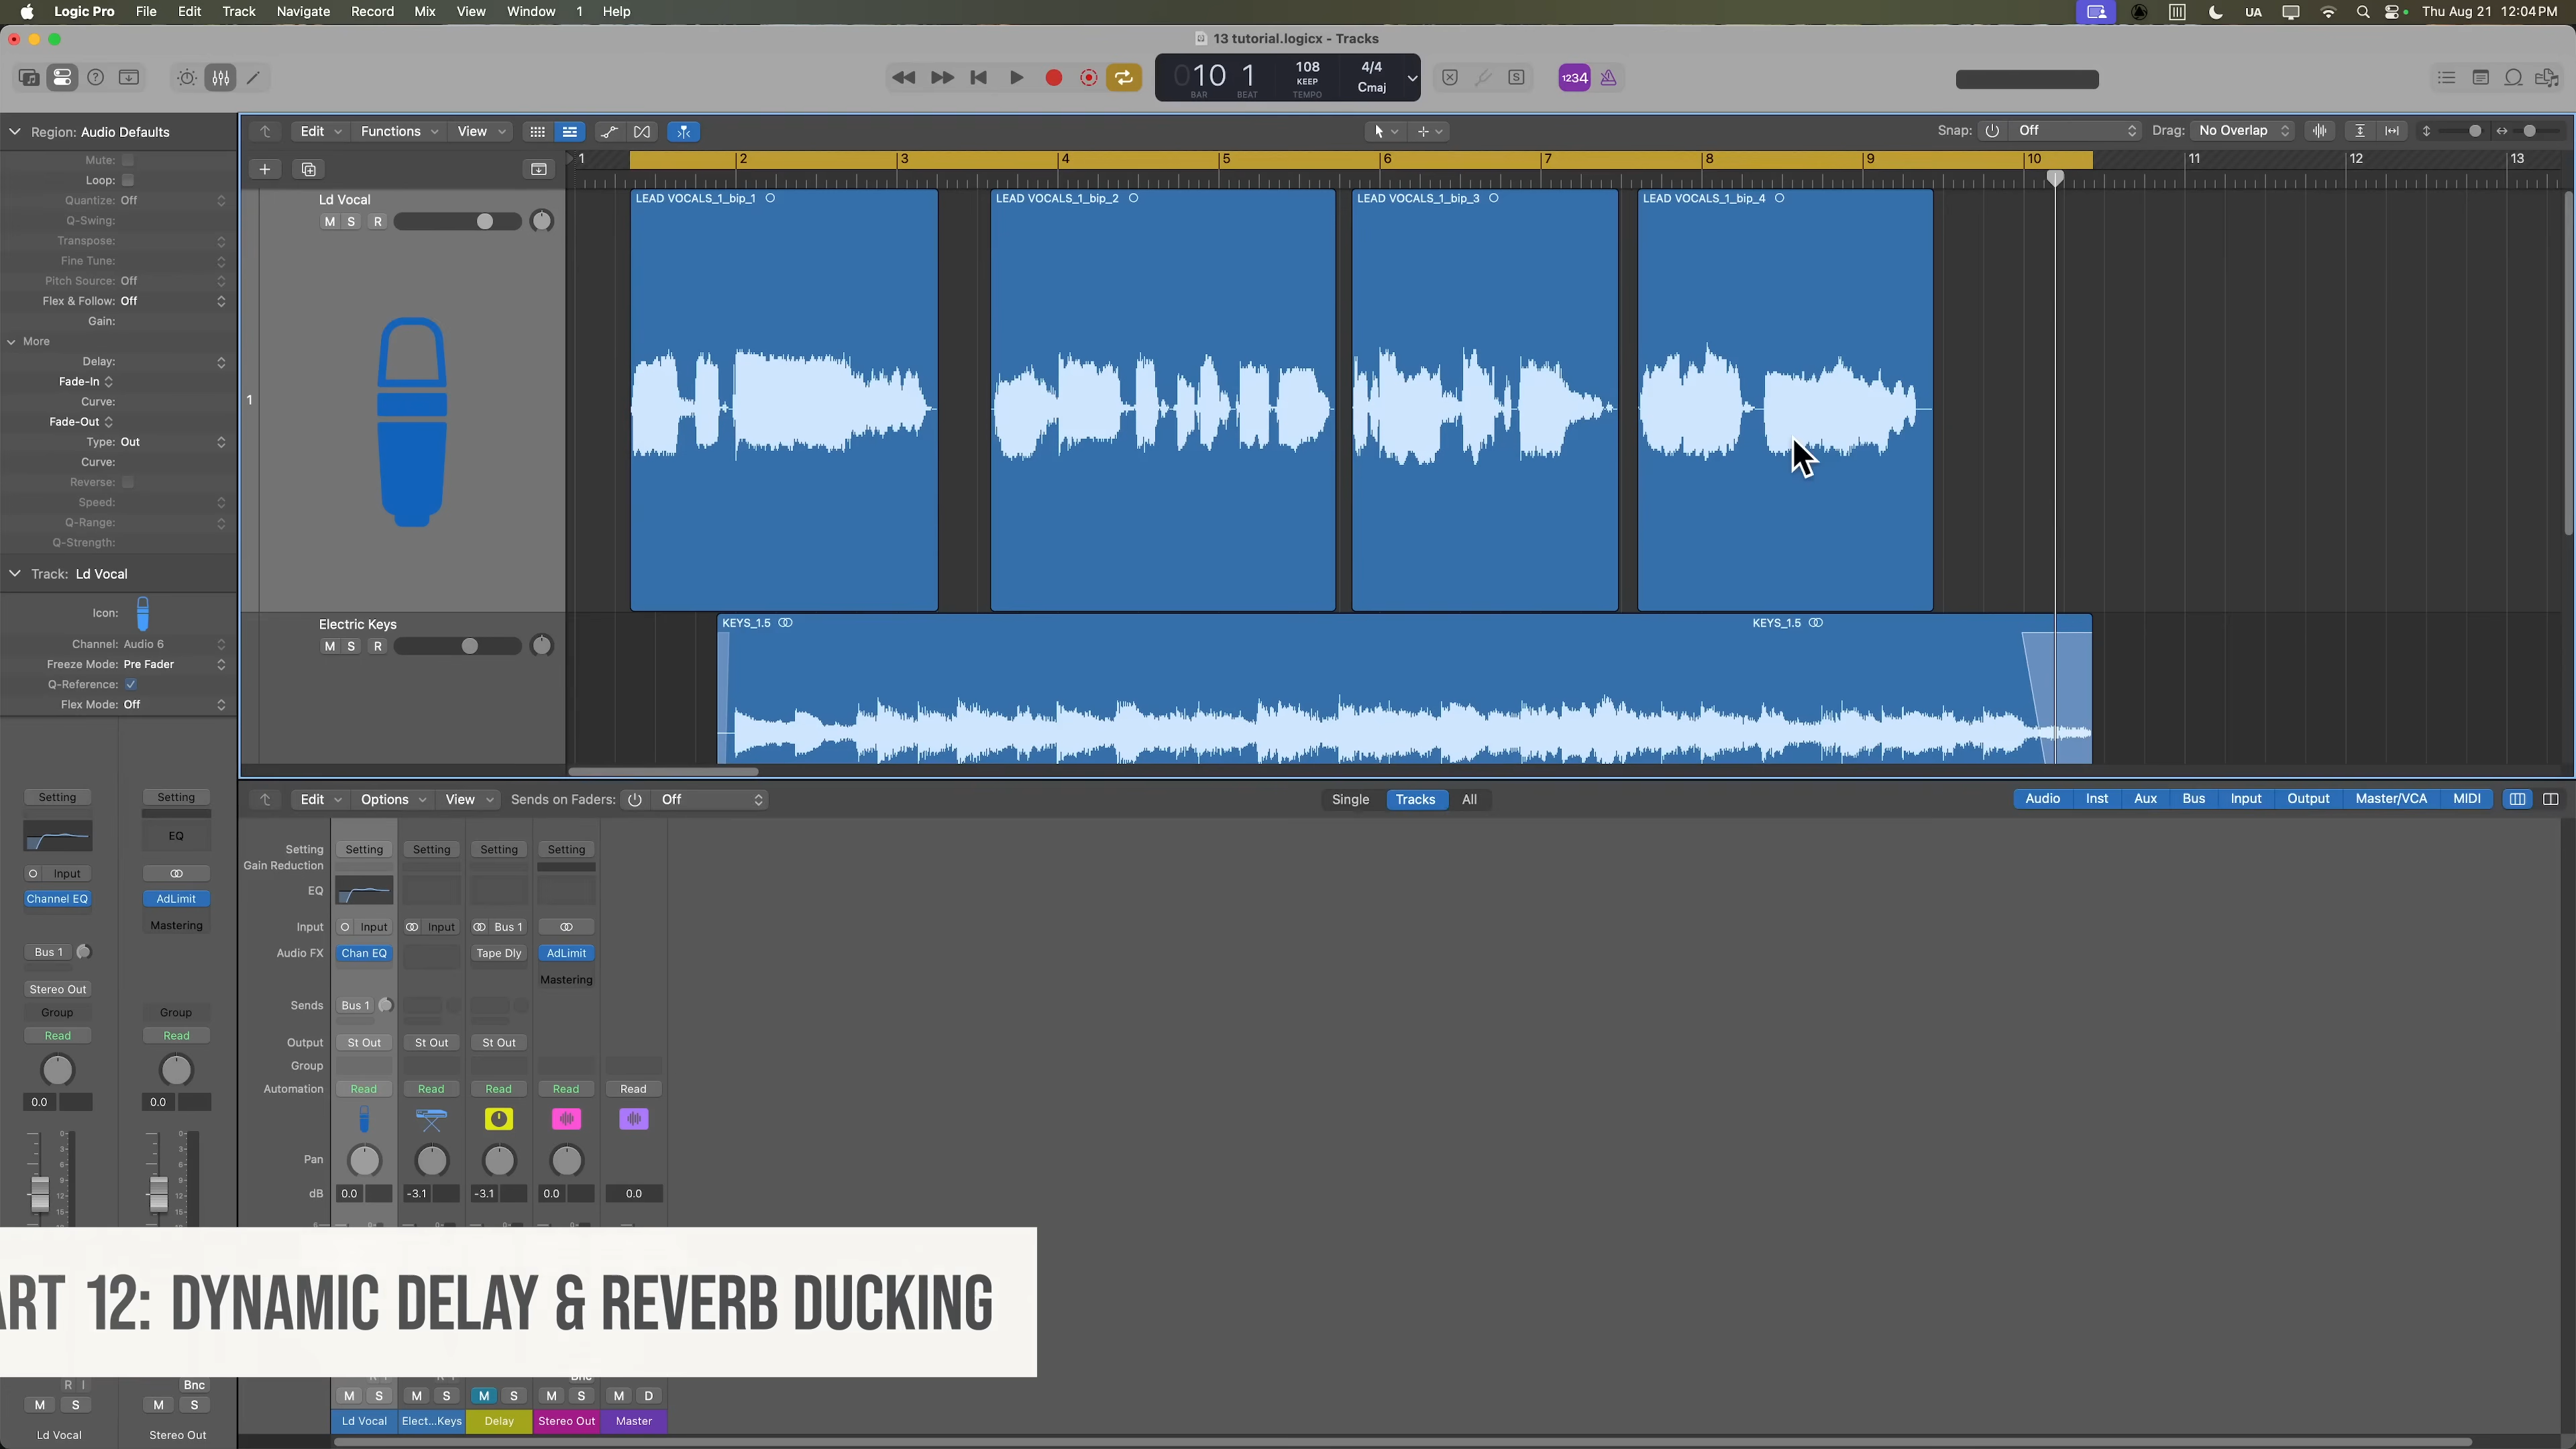 Logic Pro File Edit Track Navigate Record Mix View Window 1 Help UA Thu Aug 21 12:04 PM
13 tutorial.logicx - Tracks
010 1 108 4/4
KEEP Cmaj
BAR BEAT TEMPO
S 1234
Region: Audio Defaults
Edit Functions View Snap: Off Drag: No Overlap
Mute:
Loop:
Quantize: Off
Q-Swing:
Transpose:
Fine Tune:
Pitch Source: Off
Flex & Follow: Off
Gain:
More
Delay:
Fade-In
Curve:
Fade-Out
Type: Out
Curve:
Reverse:
Speed:
Q-Range:
Q-Strength:
Track: Ld Vocal
Icon:
Channel: Audio 6
Freeze Mode: Pre Fader
Q-Reference:
Flex Mode: Off
1 2 3 4 5 6 7 8 9 10 11 12 13
Ld Vocal
M S R
1
LEAD VOCALS_1_bip_1 LEAD VOCALS_1_bip_2 LEAD VOCALS_1_bip_3 LEAD VOCALS_1_bip_4
Electric Keys
M S R
KEYS_1.5 KEYS_1.5
Setting Setting
EQ
Input
Channel EQ AdLimit
Mastering
Bus 1
Stereo Out
Group Group
Read Read
0.0 0.0
Edit Options View Sends on Faders: Off Single Tracks All Audio Inst Aux Bus Input Output Master/VCA MIDI
Setting Setting Setting Setting Setting
Gain Reduction
EQ
Input Input Input Bus 1
Audio FX Chan EQ Tape Dly AdLimit
Mastering
Sends Bus 1
Output St Out St Out St Out
Group
Automation Read Read Read Read Read
Pan
dB 0.0 -3.1 -3.1 0.0 0.0
ART 12: DYNAMIC DELAY & REVERB DUCKING
R I Bnc
M S M S M S M S M S M S M D
Ld Vocal Elect...Keys Delay Stereo Out Master
Ld Vocal Stereo Out